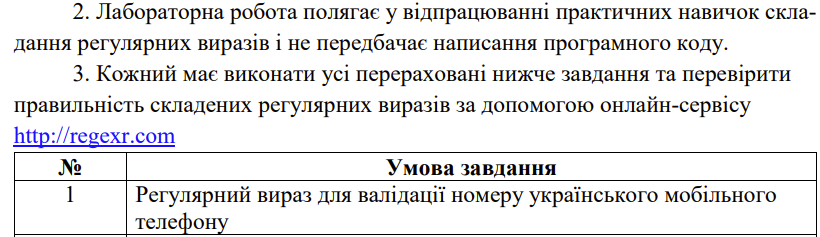 2. Лабораторна робота полягає у відпрацюванні практичних навичок скла-
дання регулярних виразів і не передбачає написання програмного коду.
3. Кожний має виконати усі перераховані нижче завдання та перевірити
правильність складених регулярних виразів за допомогою онлайн-сервісу
http://regexr.com
№ Умова завдання
1 Регулярний вираз для валідації номеру українського мобільного
телефону